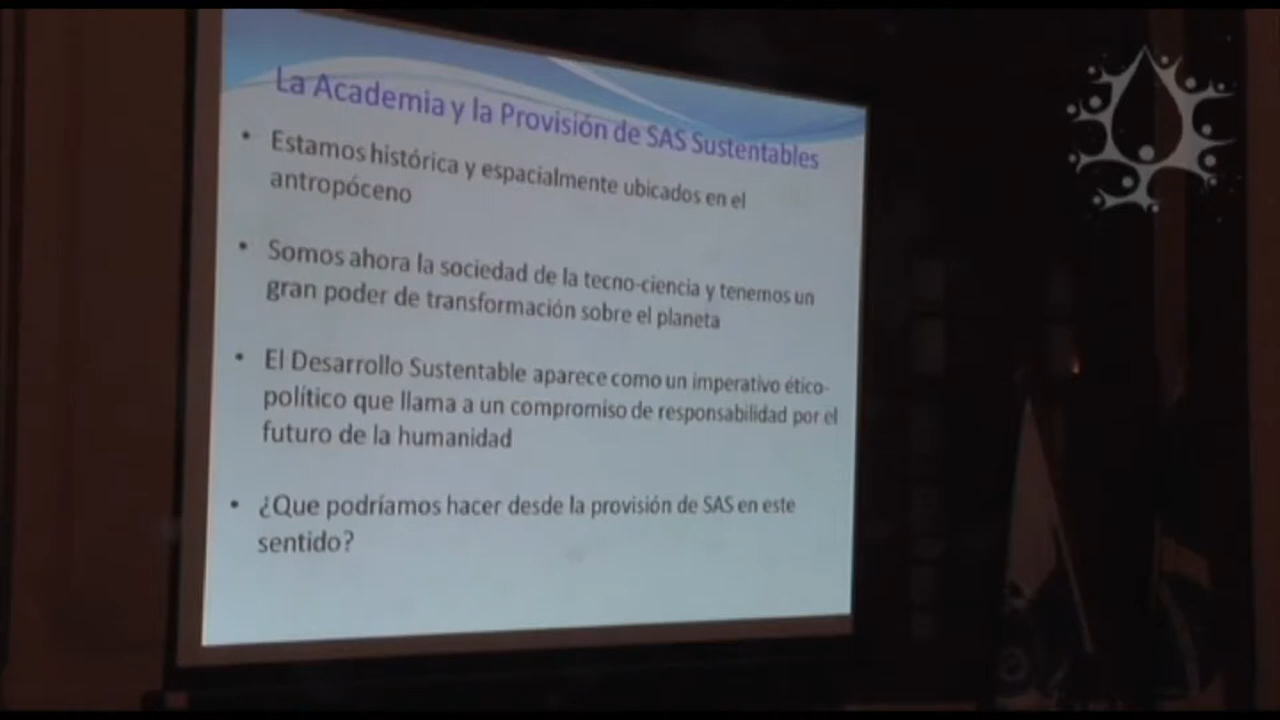 La Academia y la Provisión de SAS Sustentables
• Estamos histórica y espacialmente ubicados en el
antropóceno
• Somos ahora la sociedad de la tecno-ciencia y tenemos un
gran poder de transformación sobre el planeta
• El Desarrollo Sustentable aparece como un imperativo ético-
político que llama a un compromiso de responsabilidad por el
futuro de la humanidad
• ¿Que podríamos hacer desde la provisión de SAS en este
sentido?